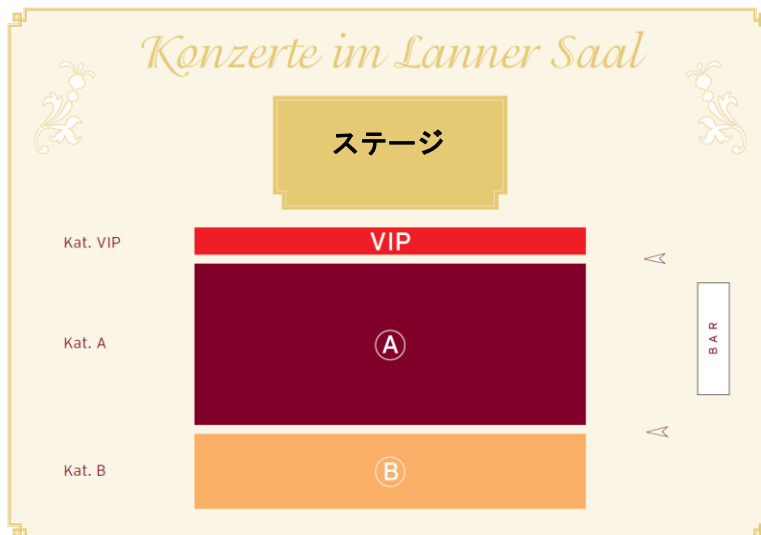 Konzerte im Lanner Saal
ステージ
Kat. VIP
VIP
Kat. A
Ⓐ
BAR
Kat. B
Ⓑ